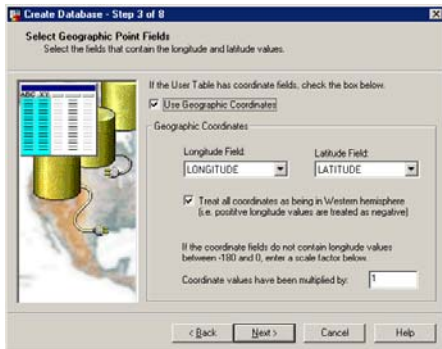 Create Database - Step 3 of 8
Select Geographic Point Fields
Select the fields that contain the longitude and latitude values.
ABC XY
If the User Table has coordinate fields, check the box below.
Use Geographic Coordinates
Geographic Coordinates
Longitude Field: Latitude Field:
LONGITUDE LATITUDE
Treat all coordinates as being in Western hemisphere
(i.e. positive longitude values are treated as negative)
If the coordinate fields do not contain longitude values
between -180 and 0, enter a scale factor below.
Coordinate values have been multiplied by: 1
< Back Next > Cancel Help